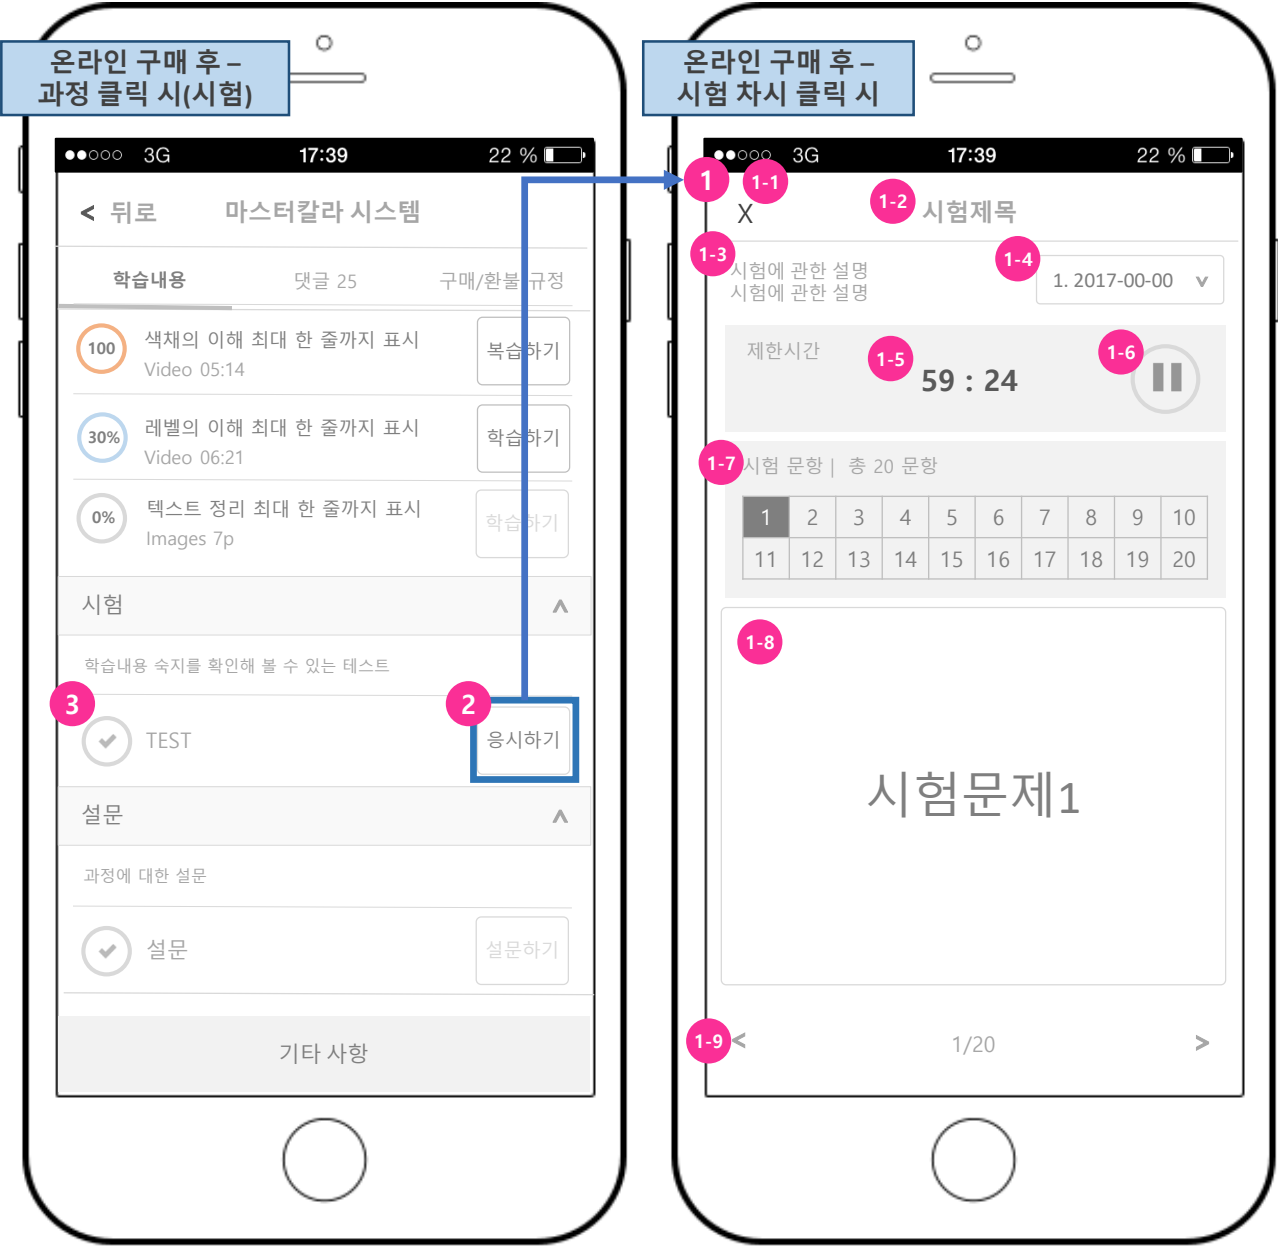 온라인 구매 후 –
과정 클릭 시(시험)
3G 17:39 22 %
< 뒤로 마스터칼라 시스템
학습내용 댓글 25 구매/환불 규정
100 색채의 이해 최대 한 줄까지 표시 복습하기
Video 05:14
30% 레벨의 이해 최대 한 줄까지 표시 학습하기
Video 06:21
0% 텍스트 정리 최대 한 줄까지 표시 학습하기
Images 7p
시험 ∧
학습내용 숙지를 확인해 볼 수 있는 테스트
3 2
TEST 응시하기
설문 ∧
과정에 대한 설문
설문 설문하기
기타 사항
온라인 구매 후 –
시험 차시 클릭 시
3G 17:39 22 %
1 1-1
X 1-2 시험제목
1-3 1-4
시험에 관한 설명
시험에 관한 설명
1. 2017-00-00 v
제한시간 1-5 1-6
59 : 24
1-7 시험 문항 | 총 20 문항
1 2 3 4 5 6 7 8 9 10
11 12 13 14 15 16 17 18 19 20
1-8
시험문제1
1-9 < 1/20 >